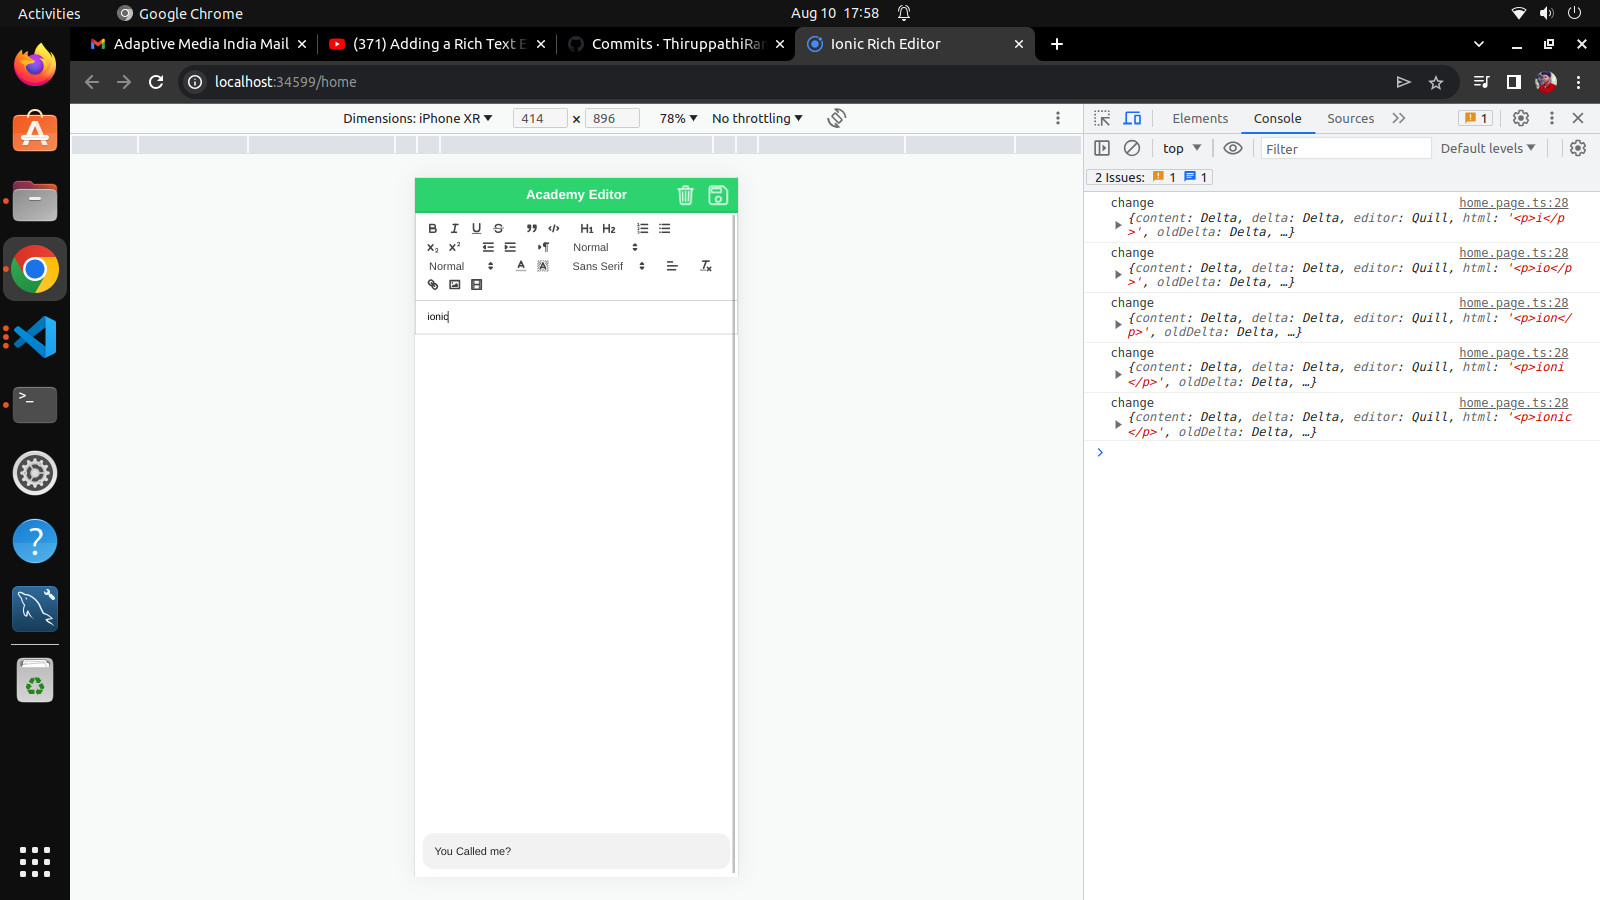 Activities
Google Chrome
Aug 10 17:58
Adaptive Media India Mail
(371) Adding a Rich Text E
Commits · ThiruppathiRan
Ionic Rich Editor
localhost:34599/home
Dimensions: iPhone XR
414 × 896
78%
No throttling
Elements
Console
Sources
1
top
Filter
Default levels
2 Issues: 1 1
Academy Editor
B I U S
H1 H2
X2 X2
Normal
Normal
A A
Sans Serif
Tx
ionic
You Called me?
change home.page.ts:28
{content: Delta, delta: Delta, editor: Quill, html: '<p>i</p
>', oldDelta: Delta, …}
change home.page.ts:28
{content: Delta, delta: Delta, editor: Quill, html: '<p>io</p
>', oldDelta: Delta, …}
change home.page.ts:28
{content: Delta, delta: Delta, editor: Quill, html: '<p>ion</
p>', oldDelta: Delta, …}
change home.page.ts:28
{content: Delta, delta: Delta, editor: Quill, html: '<p>ioni
</p>', oldDelta: Delta, …}
change home.page.ts:28
{content: Delta, delta: Delta, editor: Quill, html: '<p>ionic
</p>', oldDelta: Delta, …}